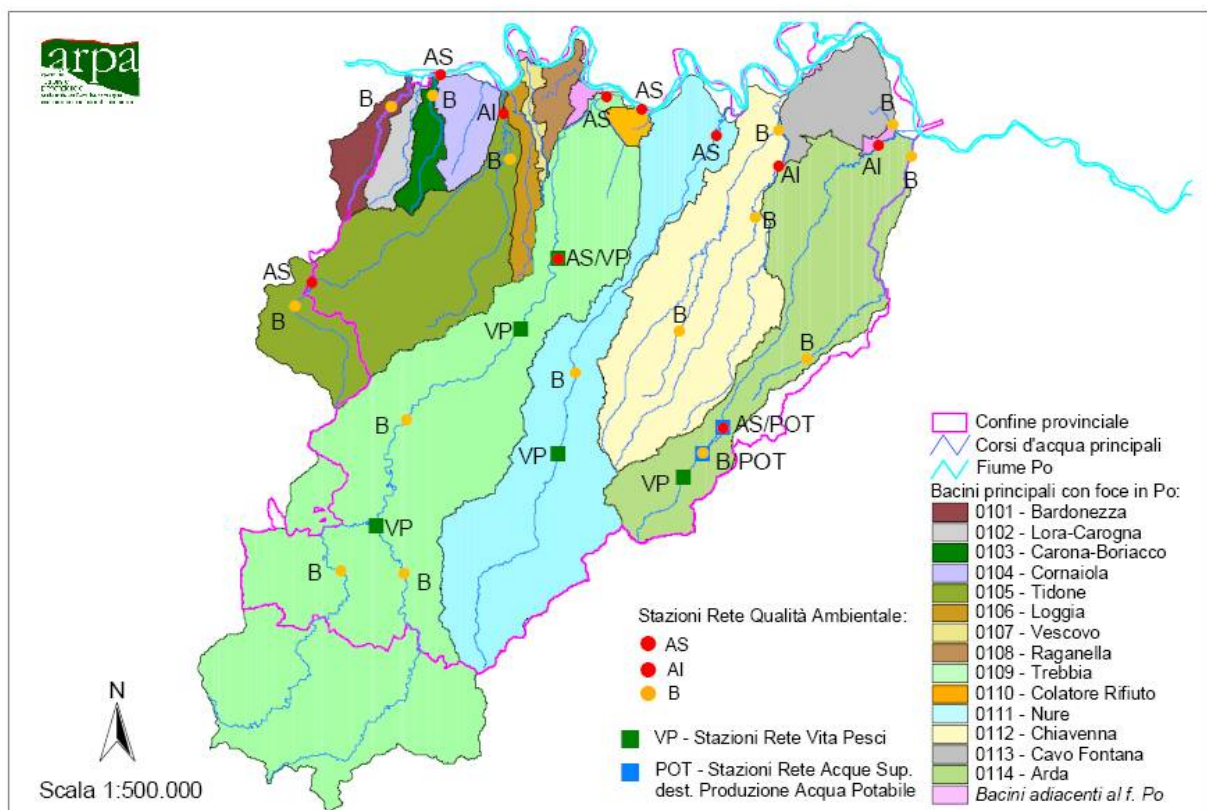 arpa
AS
B
B
AI
B
AS
AS
AS
B
AI
B
AI
B
B
AS
B
AS/VP
VP
B
B
B
B
VP
AS/POT
B/POT
VP
VP
B
B
N
Scala 1:500.000
Stazioni Rete Qualità Ambientale:
AS
AI
B
VP - Stazioni Rete Vita Pesci
POT - Stazioni Rete Acque Sup.
dest. Produzione Acqua Potabile
Confine provinciale
Corsi d'acqua principali
Fiume Po
Bacini principali con foce in Po:
0101 - Bardonezza
0102 - Lora-Carogna
0103 - Carona-Boriacco
0104 - Cornaiola
0105 - Tidone
0106 - Loggia
0107 - Vescovo
0108 - Raganella
0109 - Trebbia
0110 - Colatore Rifiuto
0111 - Nure
0112 - Chiavenna
0113 - Cavo Fontana
0114 - Arda
Bacini adiacenti al f. Po